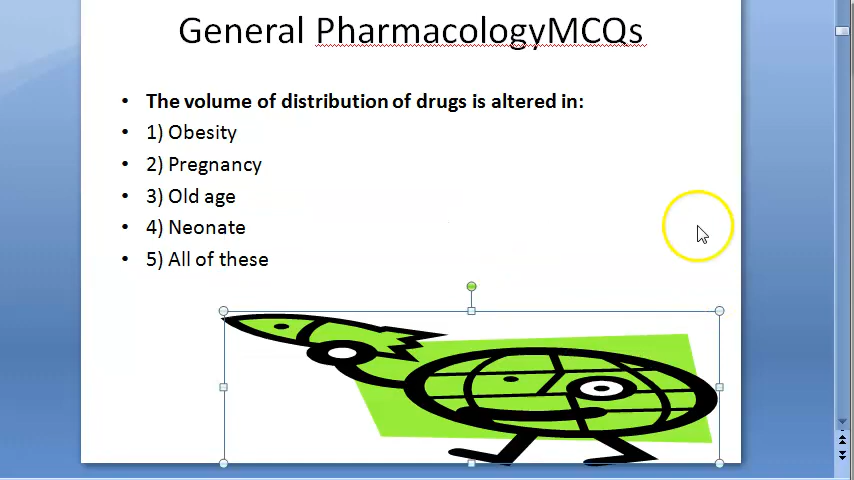 General PharmacologyMCQs
• The volume of distribution of drugs is altered in:
• 1) Obesity
• 2) Pregnancy
• 3) Old age
• 4) Neonate
• 5) All of these